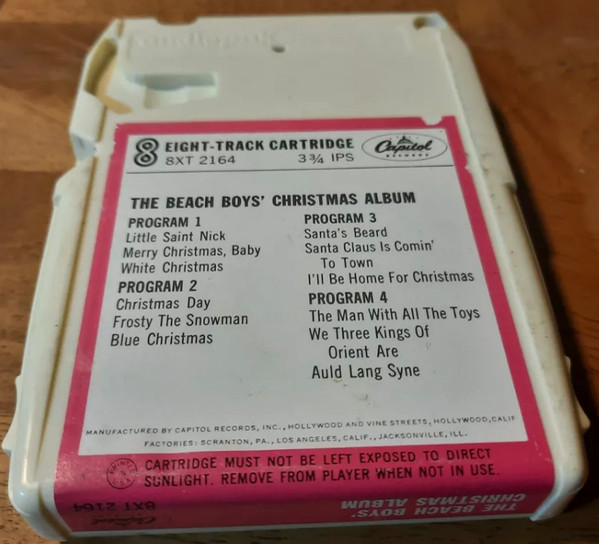 8 EIGHT-TRACK CARTRIDGE
8XT 2164 3¾ IPS
Capitol
RECORDS
THE BEACH BOYS' CHRISTMAS ALBUM
PROGRAM 1
Little Saint Nick
Merry Christmas, Baby
White Christmas
PROGRAM 2
Christmas Day
Frosty The Snowman
Blue Christmas
PROGRAM 3
Santa's Beard
Santa Claus Is Comin'
To Town
I'll Be Home For Christmas
PROGRAM 4
The Man With All The Toys
We Three Kings Of
Orient Are
Auld Lang Syne
MANUFACTURED BY CAPITOL RECORDS, INC., HOLLYWOOD AND VINE STREETS, HOLLYWOOD, CALIF
FACTORIES: SCRANTON, PA., LOS ANGELES, CALIF., JACKSONVILLE, ILL.
CARTRIDGE MUST NOT BE LEFT EXPOSED TO DIRECT
SUNLIGHT. REMOVE FROM PLAYER WHEN NOT IN USE.
THE BEACH BOYS'
CHRISTMAS ALBUM
8XT 2164
Capitol